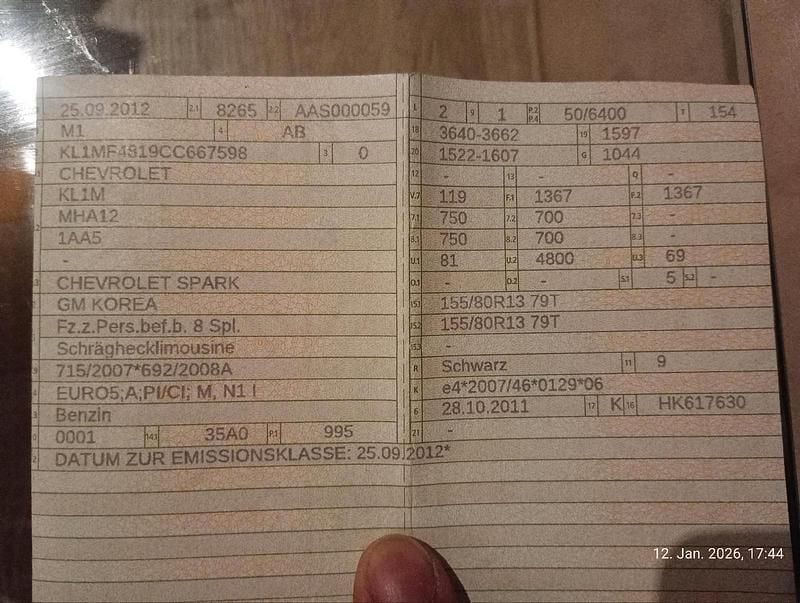 25.09.2012 2.1 8265 2.2 AAS000059
M1 4 AB
KL1MF4819CC667598 3 0
CHEVROLET
KL1M
MHA12
1AA5
-
CHEVROLET SPARK
GM KOREA
Fz.z.Pers.bef.b. 8 Spl.
Schräghecklimousine
715/2007*692/2008A
EURO5;A;PI/CI; M, N1 I
Benzin
0001 14.1 35A0 P.1 995
DATUM ZUR EMISSIONSKLASSE: 25.09.2012*
L 2 9 1 P.2 P.4 50/6400 T 154
18 3640-3662 19 1597
20 1522-1607 G 1044
12 - 13 - Q -
V.7 119 F.1 1367 F.2 1367
7.1 750 7.2 700 7.3 -
8.1 750 8.2 700 8.3 -
U.1 81 U.2 4800 U.3 69
O.1 - O.2 - S.1 5 S.2 -
15.1 155/80R13 79T
15.2 155/80R13 79T
15.3 -
R Schwarz 11 9
K e4*2007/46*0129*06
6 28.10.2011 17 K 16 HK617630
21 -
12. Jan. 2026, 17:44